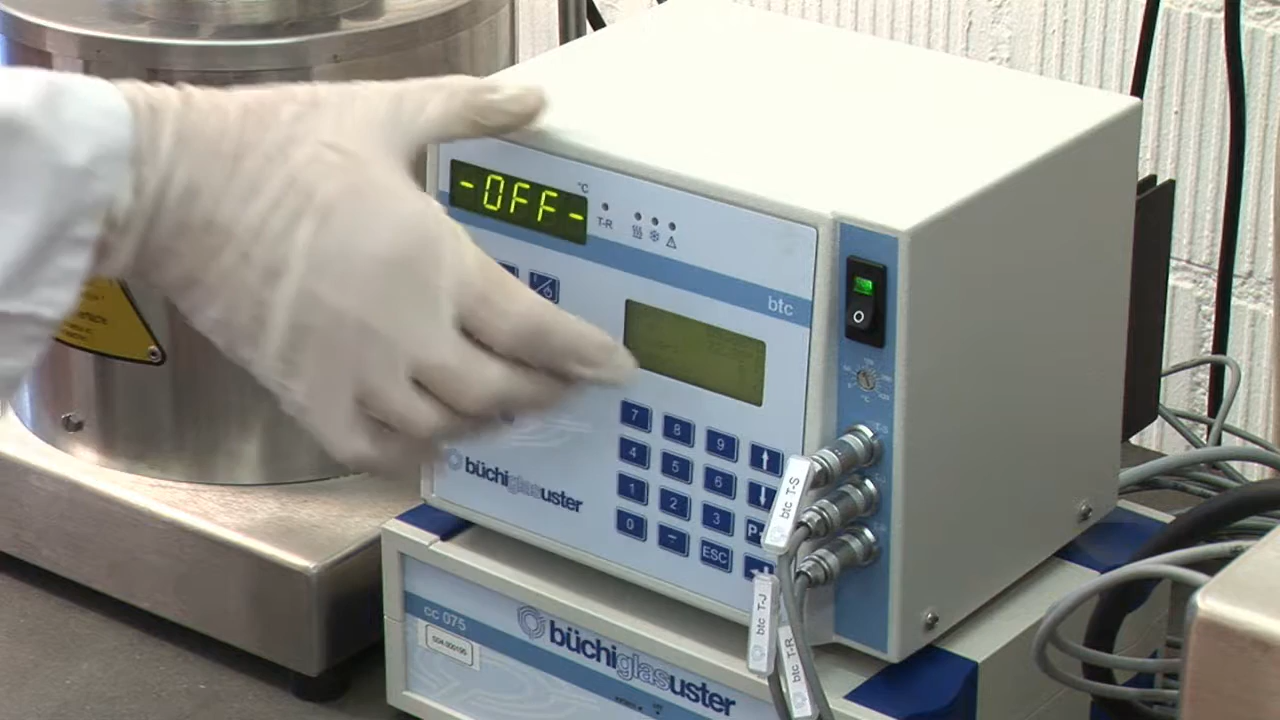 -OFF-
°C
T-R
btc
7 8 9
4 5 6
1 2 3 P
0 - ESC
büchiglasuster
T-S
btc T-S
btc T-J
btc T-R
cc 075
büchiglasuster